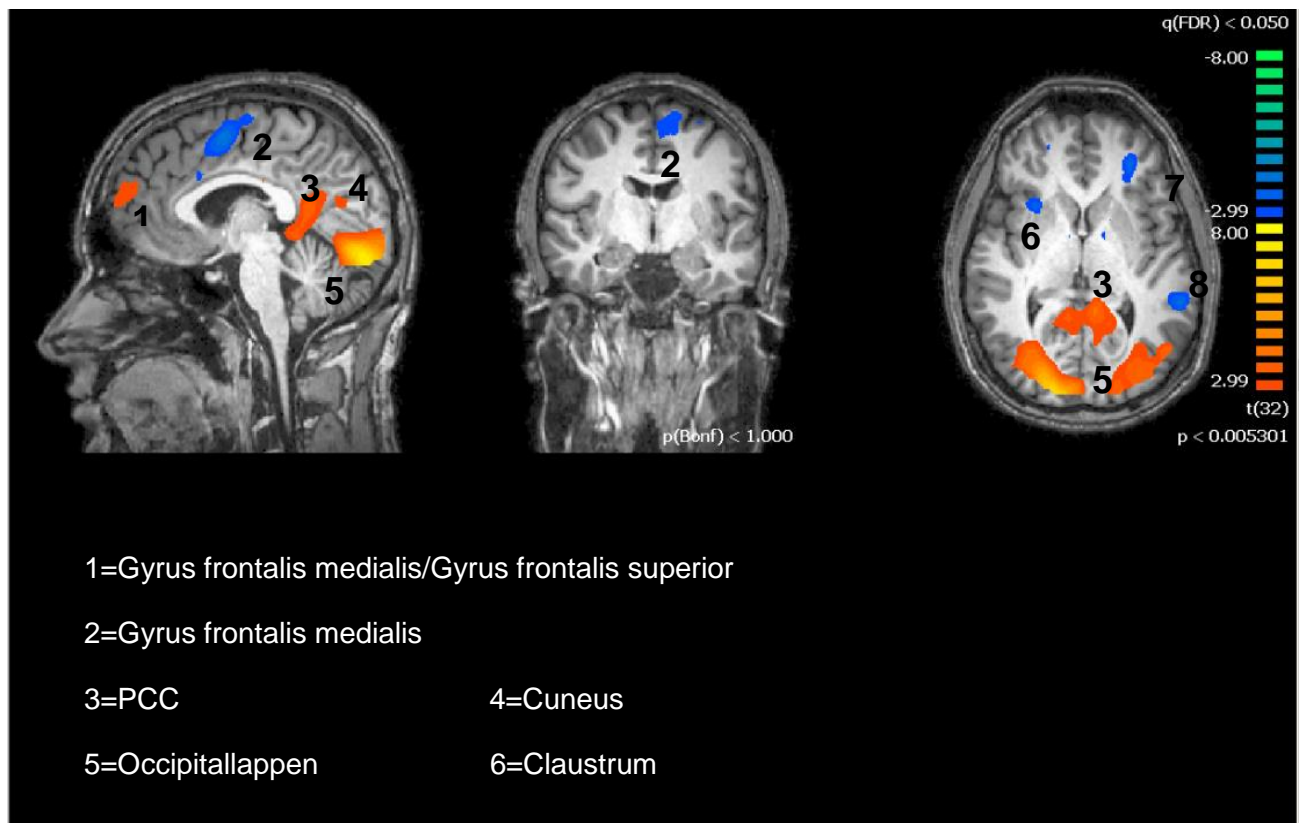 q(FDR) < 0.050
-8.00
2
2
1
3
4
5
7
6
3
8
5
-2.99
8.00
2.99
t(32)
p(Bonf) < 1.000
p < 0.005301
1=Gyrus frontalis medialis/Gyrus frontalis superior
2=Gyrus frontalis medialis
3=PCC 4=Cuneus
5=Occipitallappen 6=Claustrum